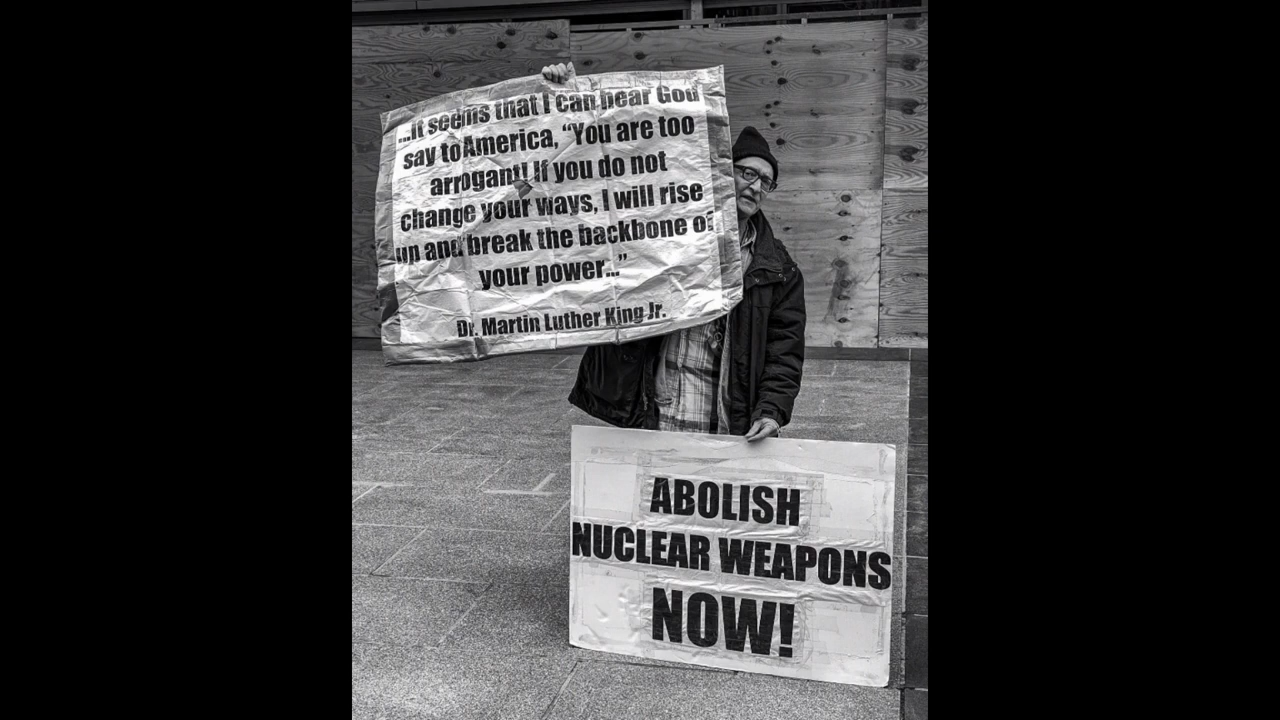 ...it seems that I can hear God
say to America, "You are too
arrogant! If you do not
change your ways, I will rise
up and break the backbone of
your power..."
Dr. Martin Luther King Jr.
ABOLISH
NUCLEAR WEAPONS
NOW!